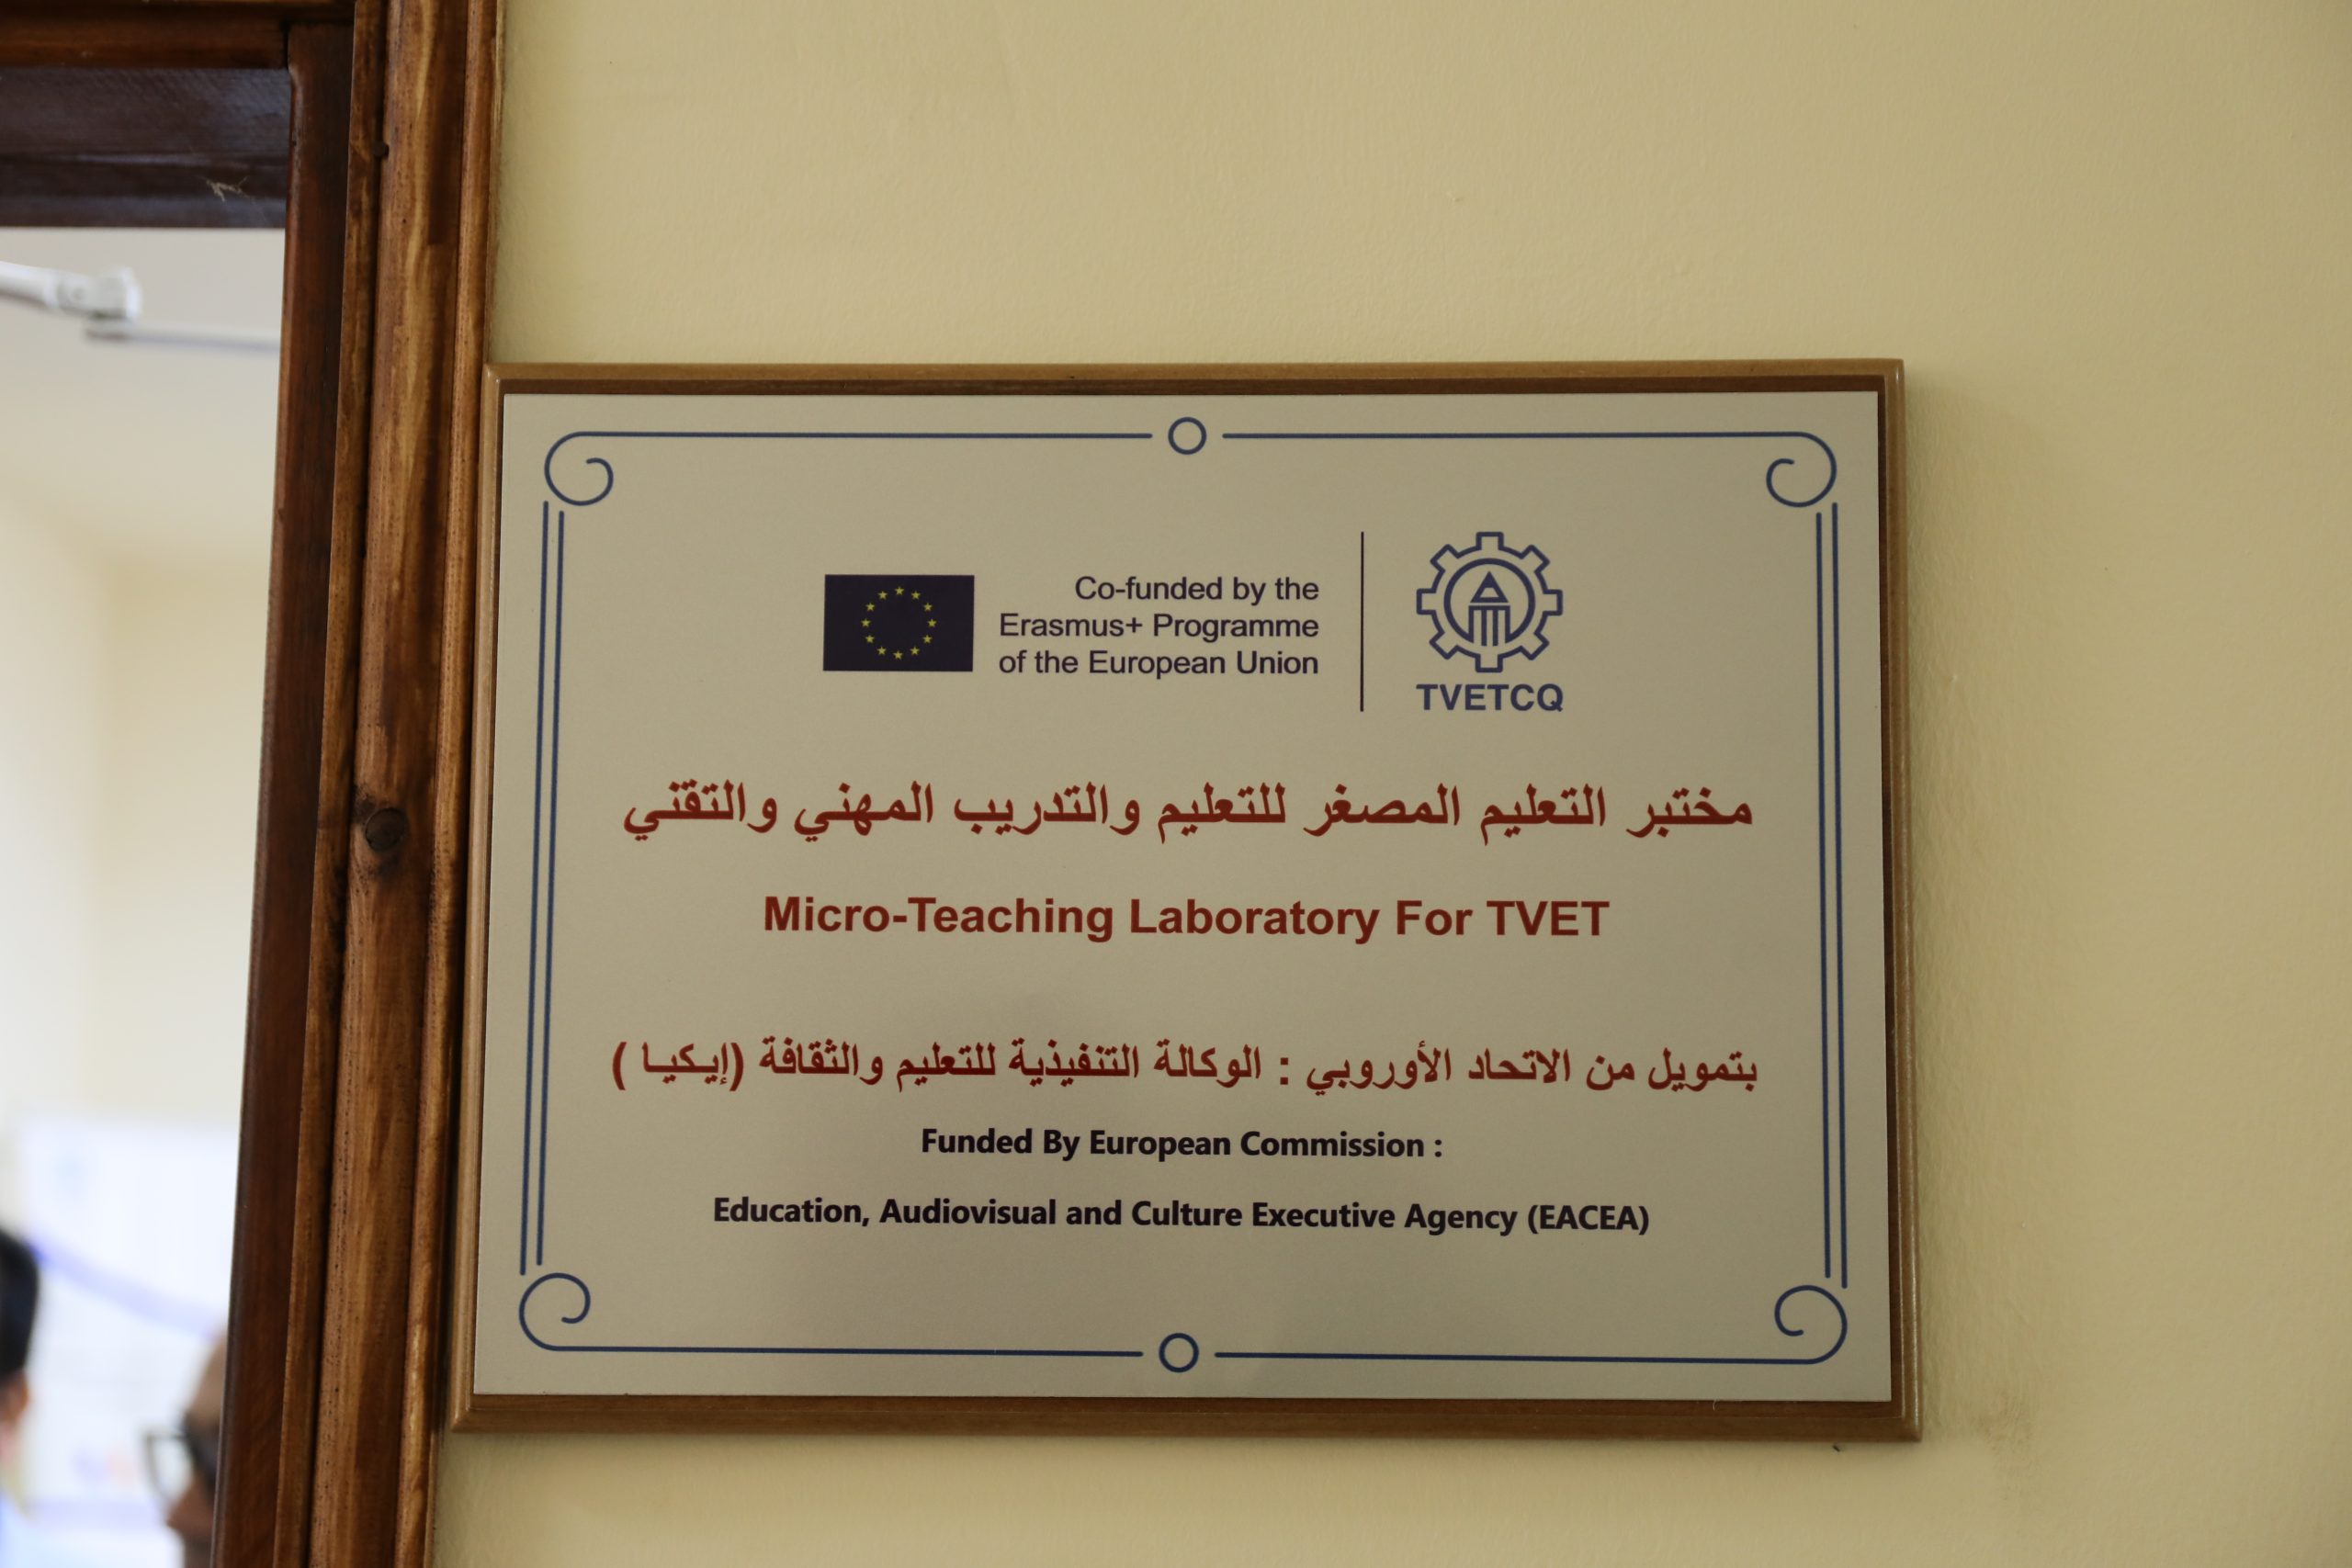 Co-funded by the
Erasmus+ Programme
of the European Union
TVETCQ
مختبر التعليم المصغر للتعليم والتدريب المهني والتقني
Micro-Teaching Laboratory For TVET
بتمويل من الاتحاد الأوروبي : الوكالة التنفيذية للتعليم والثقافة (إيكيا )
Funded By European Commission :
Education, Audiovisual and Culture Executive Agency (EACEA)